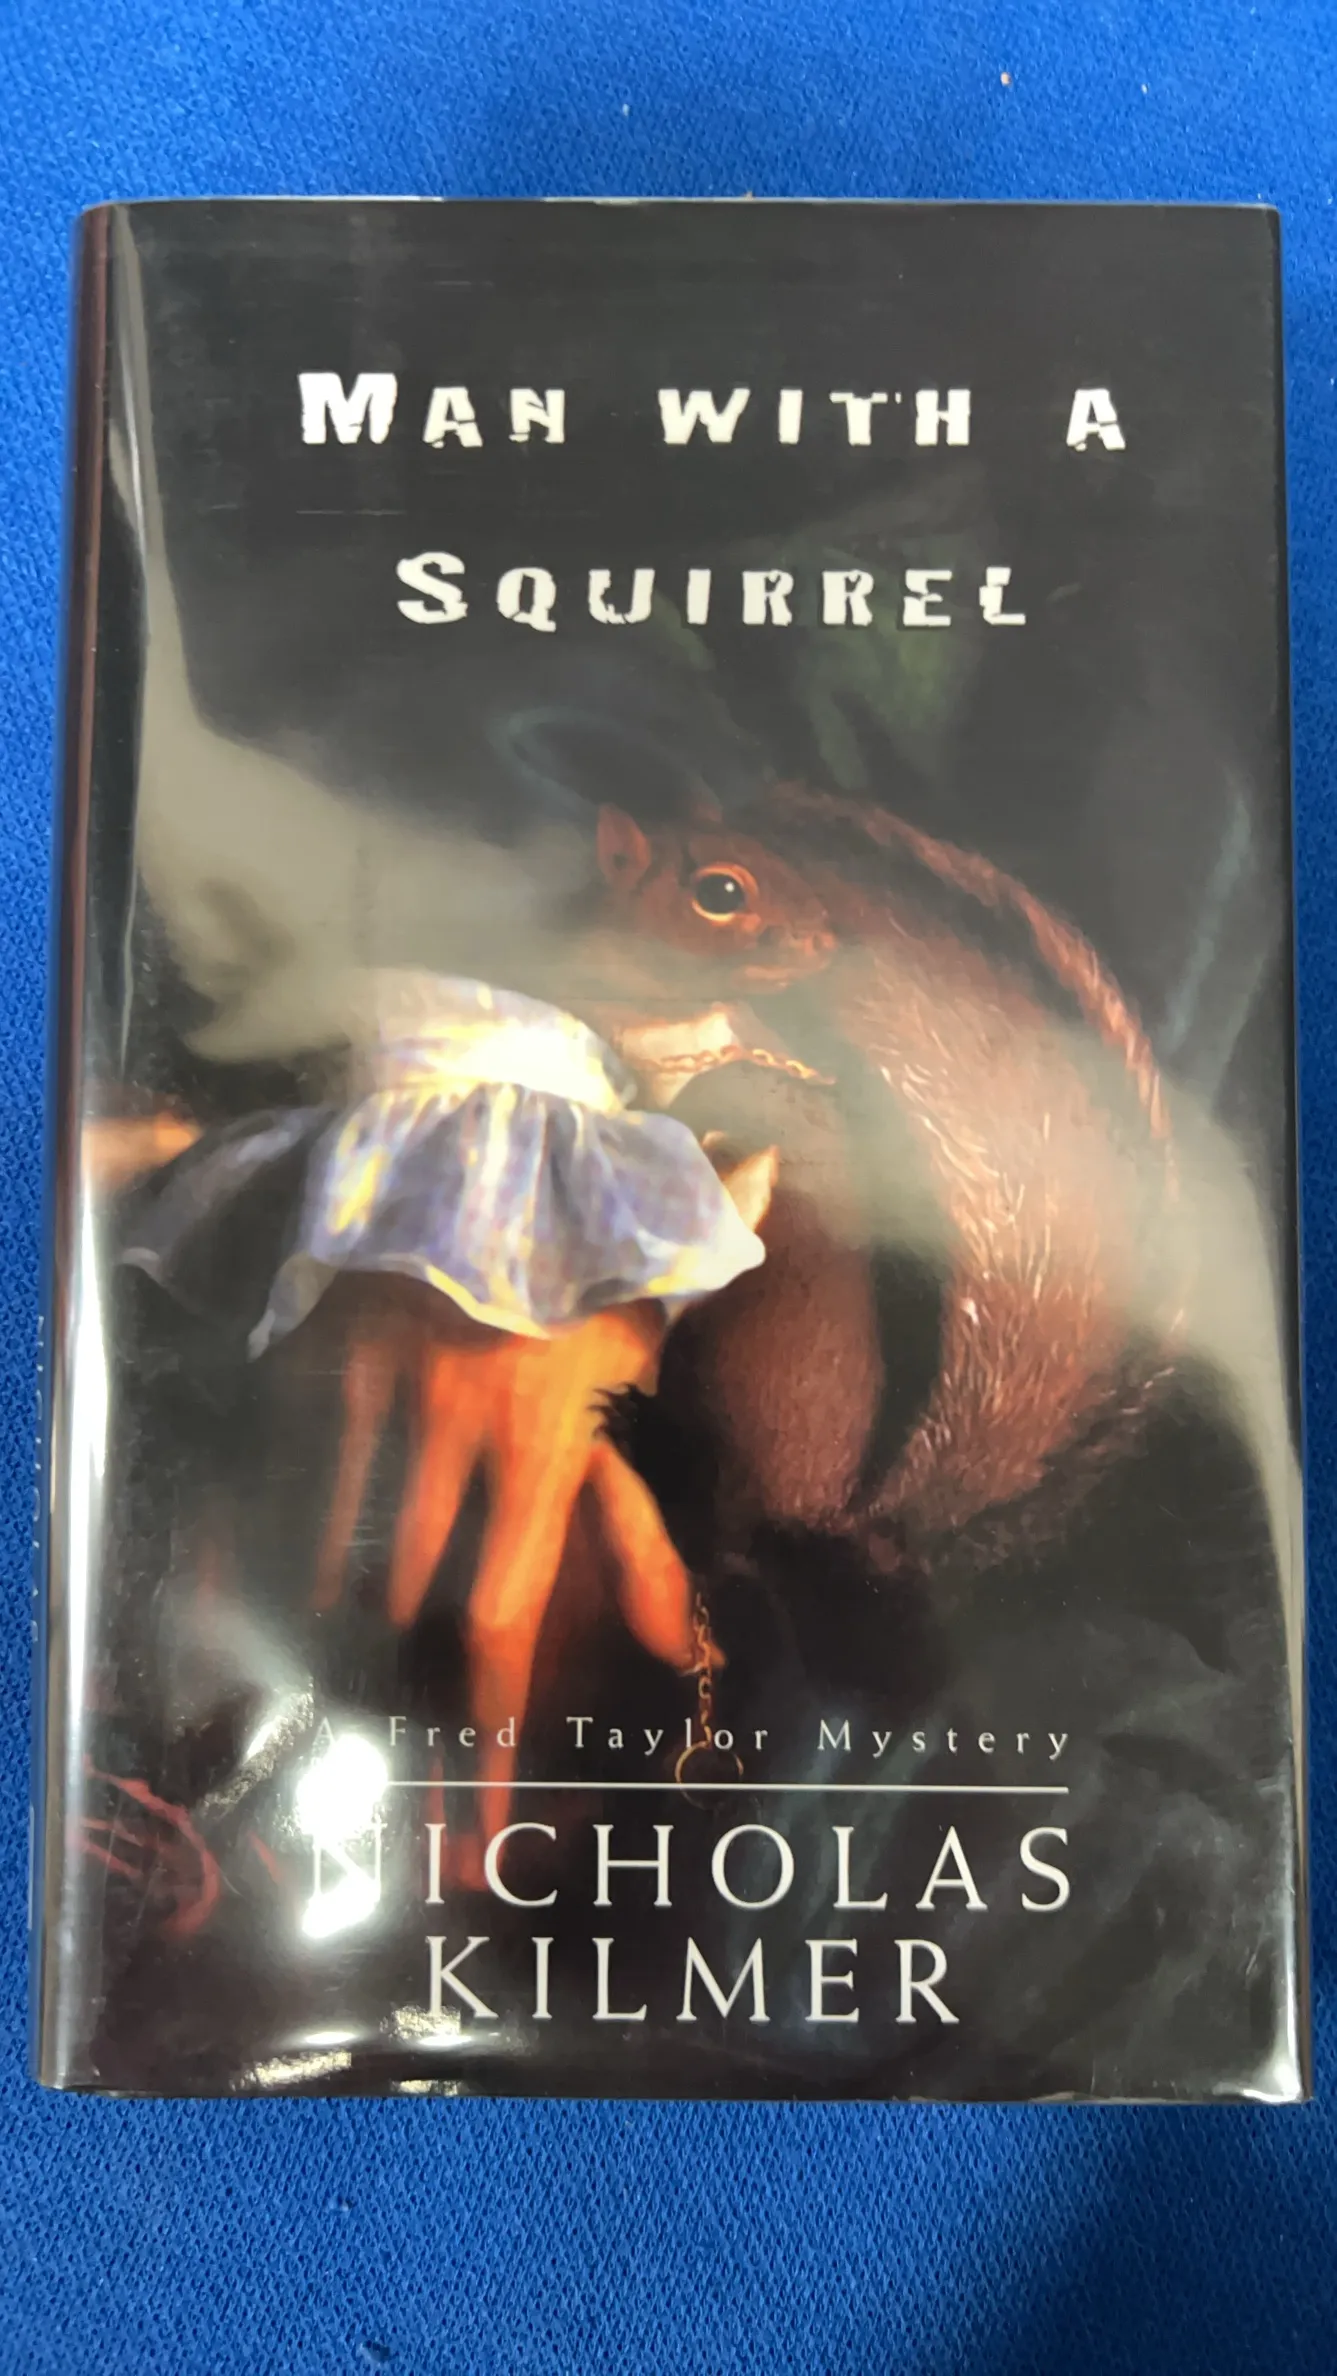 MAN WITH A
SQUIRREL
A Fred Taylor Mystery
NICHOLAS
KILMER